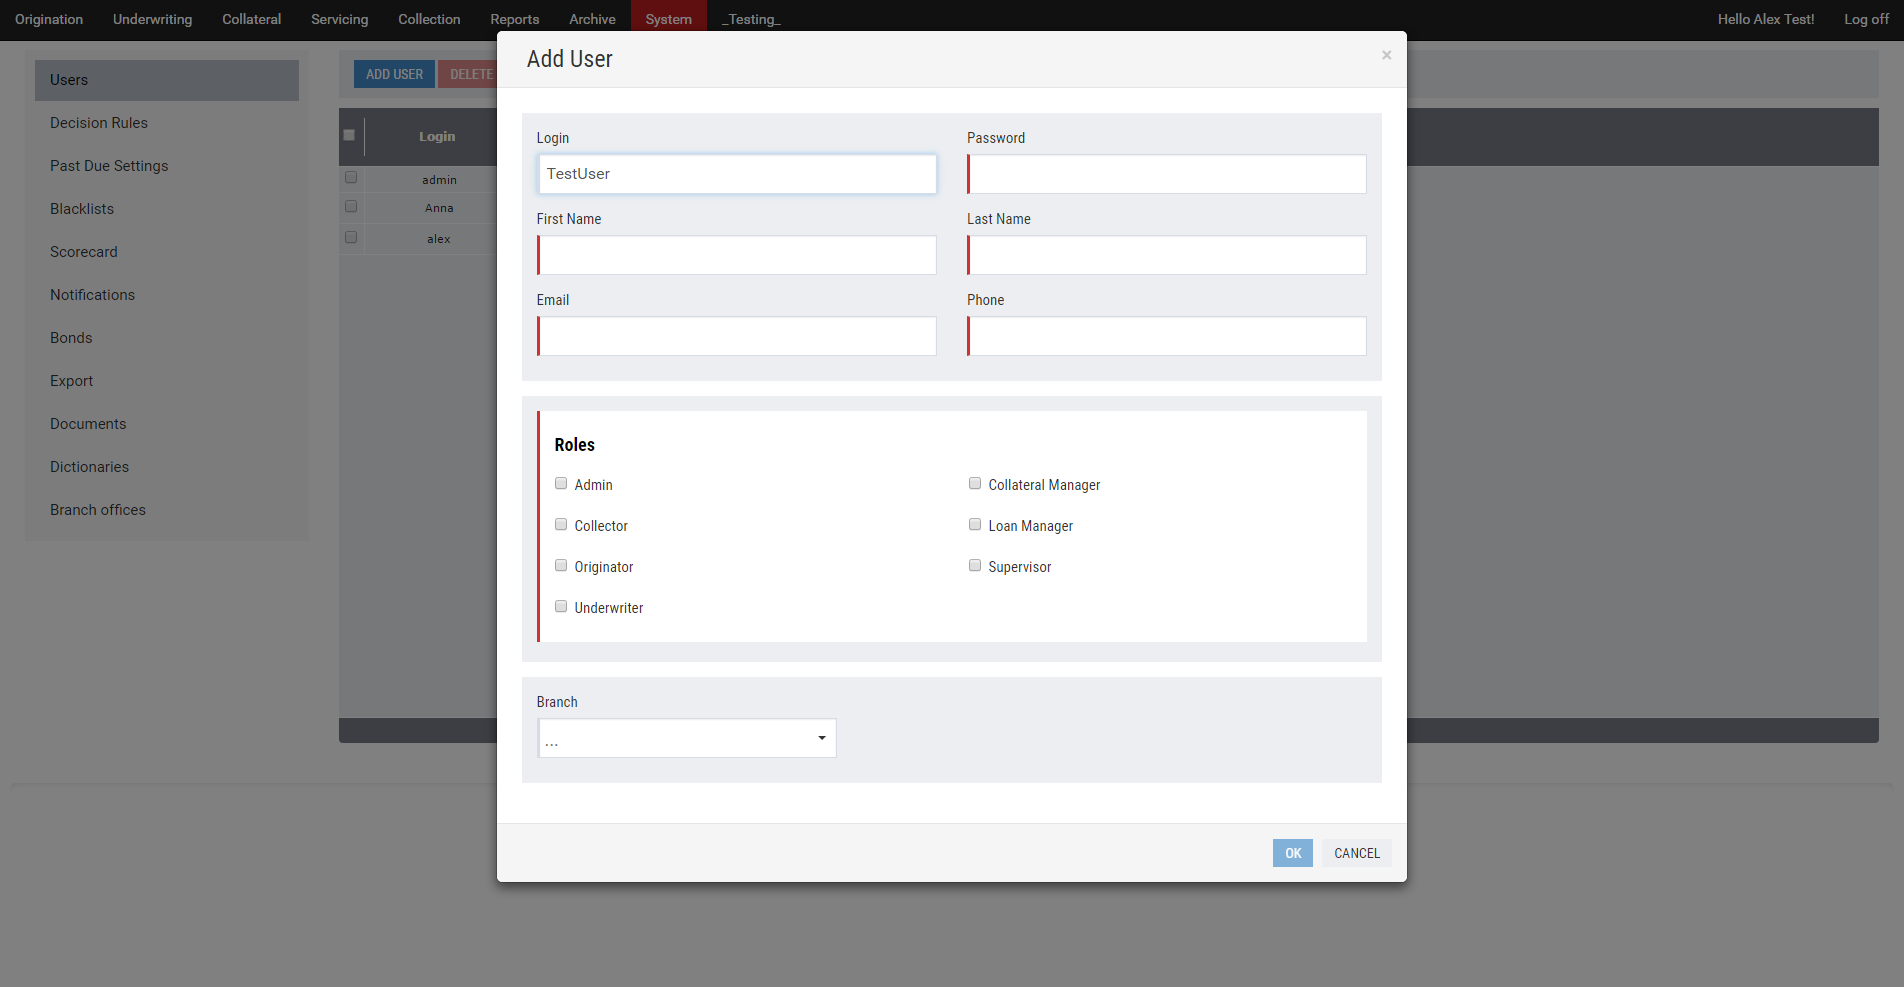 Origination Underwriting Collateral Servicing Collection Reports Archive System _Testing_ Hello Alex Test! Log off
Users
Decision Rules
Past Due Settings
Blacklists
Scorecard
Notifications
Bonds
Export
Documents
Dictionaries
Branch offices
ADD USER DELETE
Login
admin
Anna
alex
Add User ×
Login Password
TestUser
First Name Last Name
Email Phone
Roles
Admin Collateral Manager
Collector Loan Manager
Originator Supervisor
Underwriter
Branch
...
OK CANCEL